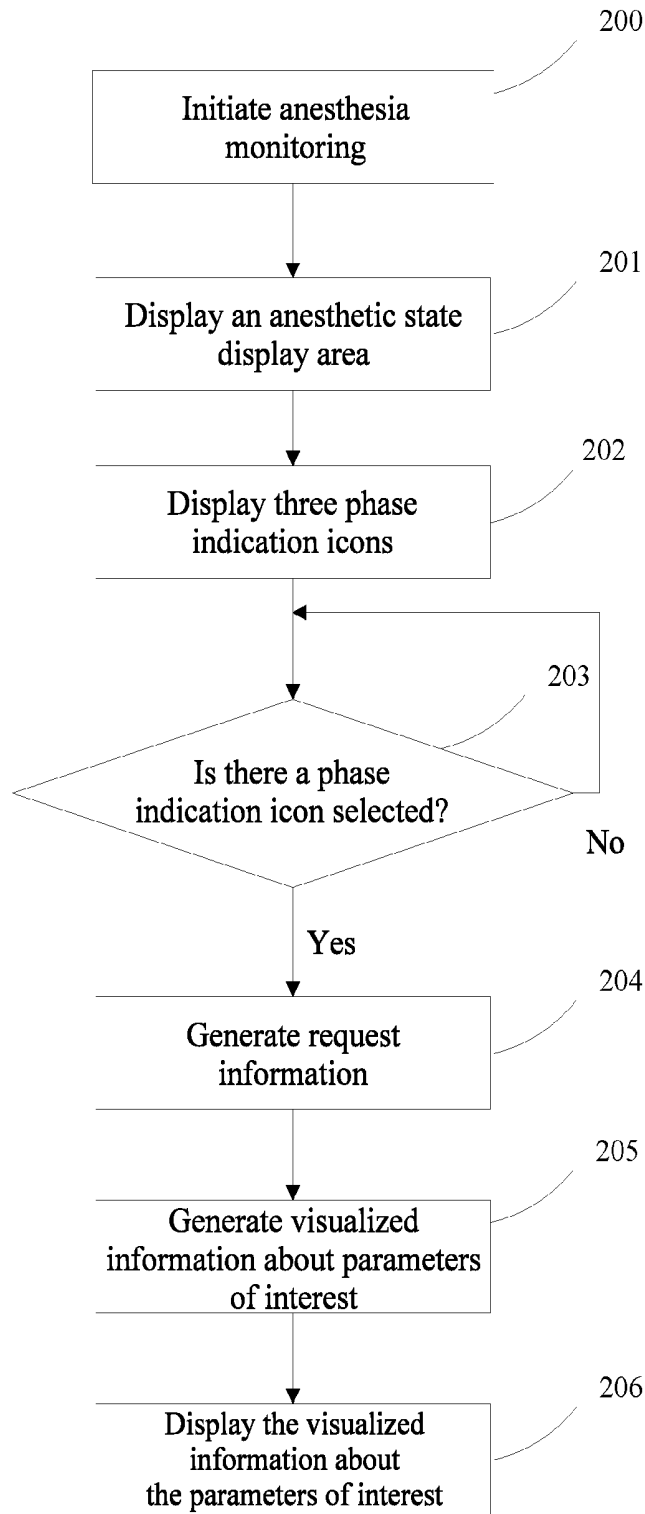 200
Initiate anesthesia
monitoring
201
Display an anesthetic state
display area
202
Display three phase
indication icons
203
Is there a phase
indication icon selected?
No
Yes
204
Generate request
information
205
Generate visualized
information about parameters
of interest
206
Display the visualized
information about
the parameters of interest